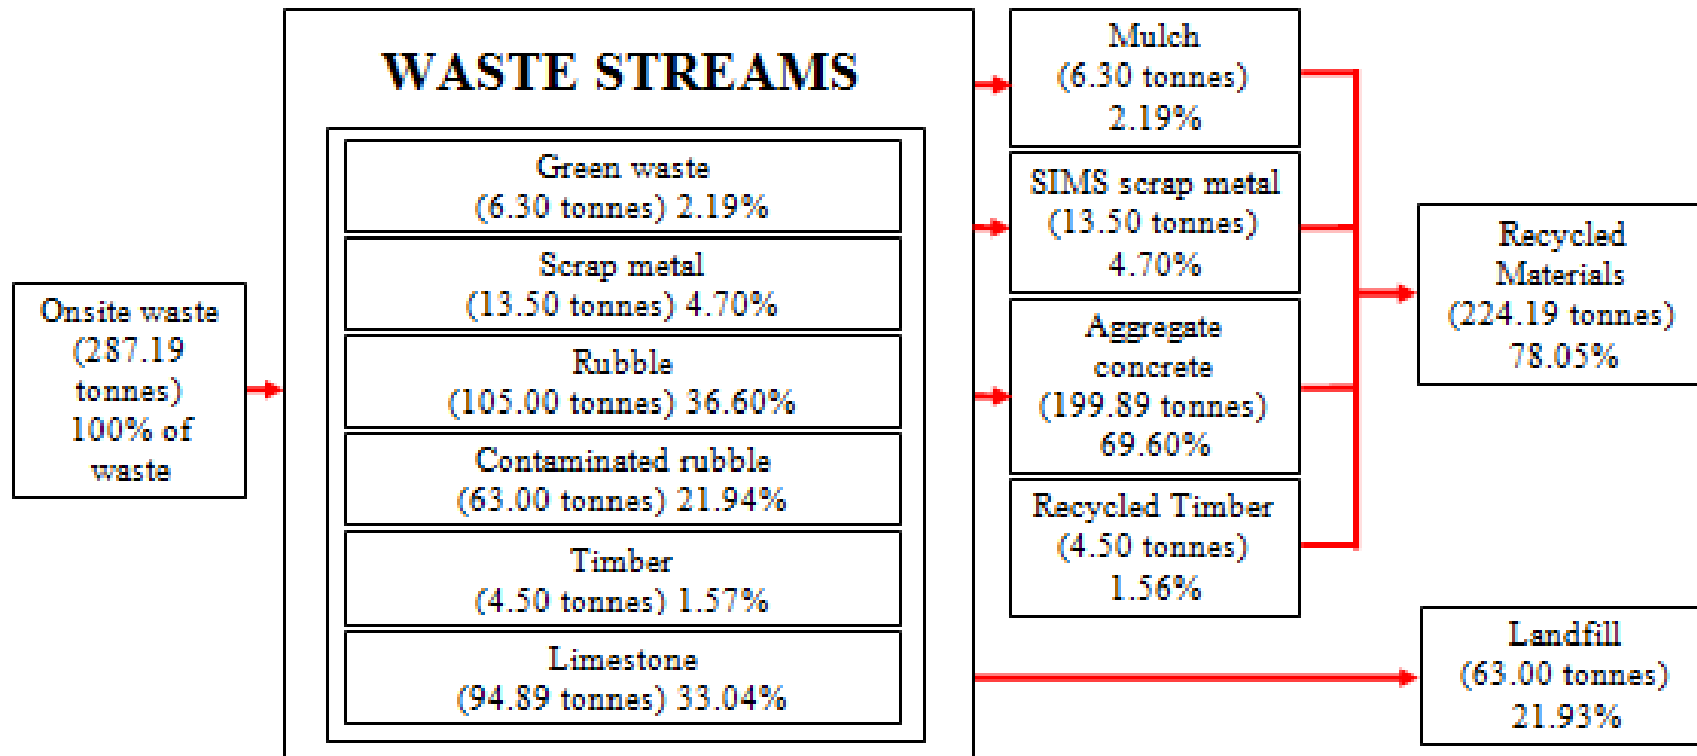 Onsite waste
(287.19
tonnes)
100% of
waste
WASTE STREAMS
Green waste
(6.30 tonnes) 2.19%
Scrap metal
(13.50 tonnes) 4.70%
Rubble
(105.00 tonnes) 36.60%
Contaminated rubble
(63.00 tonnes) 21.94%
Timber
(4.50 tonnes) 1.57%
Limestone
(94.89 tonnes) 33.04%
Mulch
(6.30 tonnes)
2.19%
SIMS scrap metal
(13.50 tonnes)
4.70%
Aggregate
concrete
(199.89 tonnes)
69.60%
Recycled Timber
(4.50 tonnes)
1.56%
Recycled
Materials
(224.19 tonnes)
78.05%
Landfill
(63.00 tonnes)
21.93%